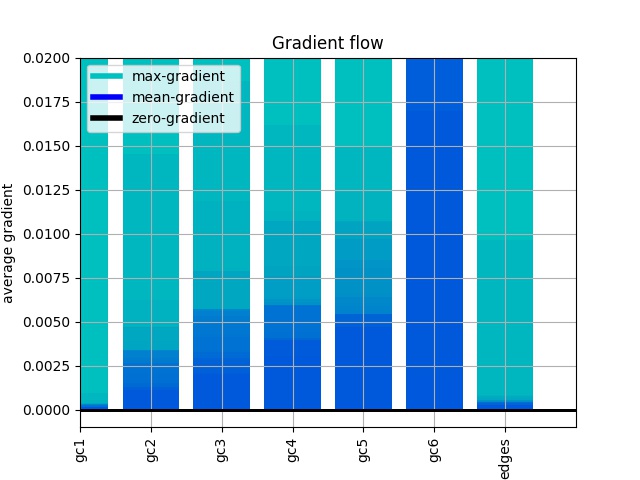 Gradient flow
0.0200
0.0175
0.0150
0.0125
0.0100
0.0075
0.0050
0.0025
0.0000
average gradient
max-gradient
mean-gradient
zero-gradient
gc1
gc2
gc3
gc4
gc5
gc6
edges